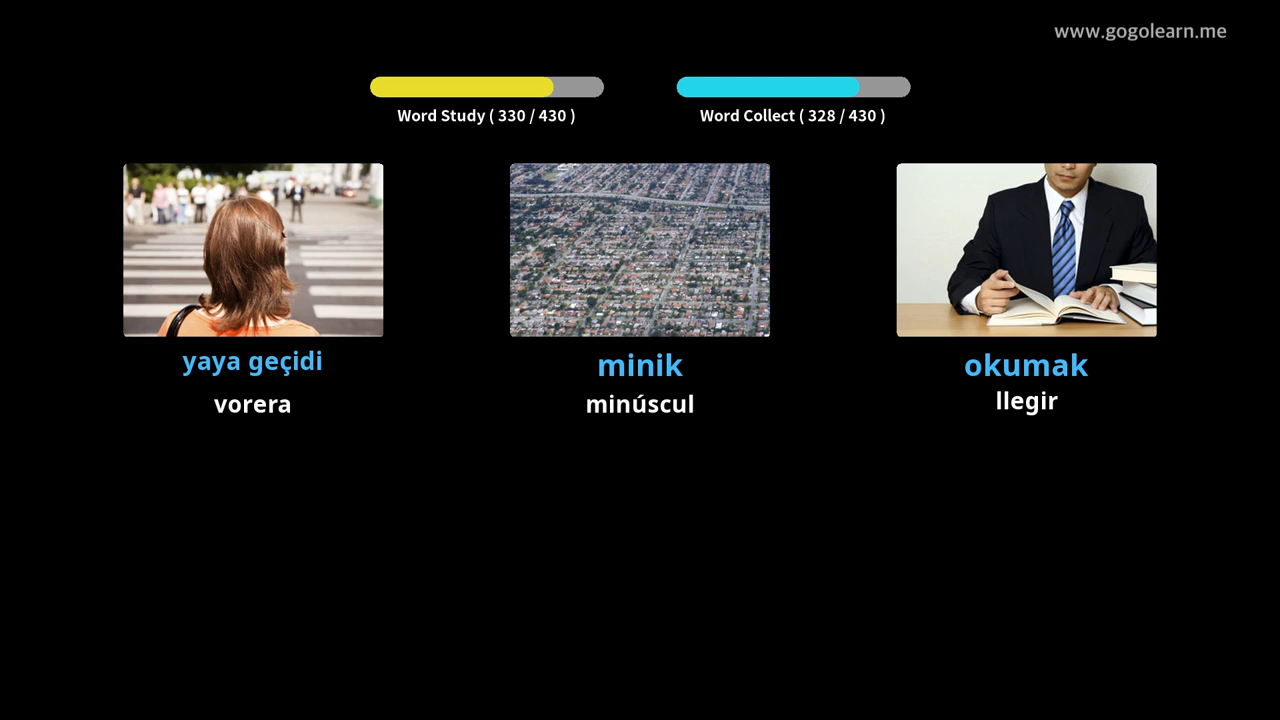 www.gogolearn.me
Word Study ( 330 / 430 )
Word Collect ( 328 / 430 )
yaya geçidi
vorera
minik
minúscul
okumak
llegir